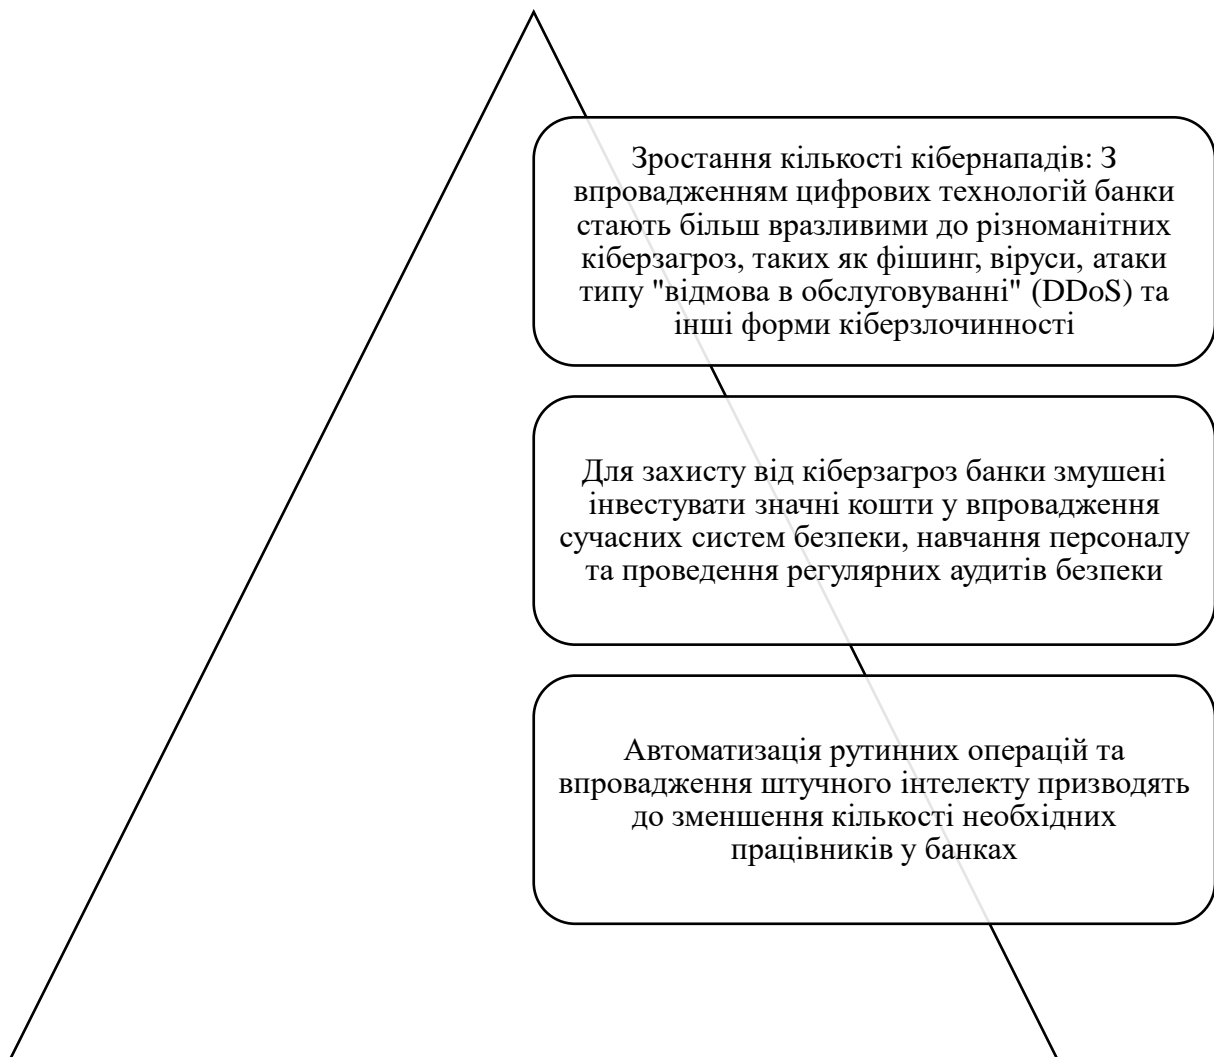 Зростання кількості кібернападів: З
впровадженням цифрових технологій банки
стають більш вразливими до різноманітних
кіберзагроз, таких як фішинг, віруси, атаки
типу "відмова в обслуговуванні" (DDoS) та
інші форми кіберзлочинності
Для захисту від кіберзагроз банки змушені
інвестувати значні кошти у впровадження
сучасних систем безпеки, навчання персоналу
та проведення регулярних аудитів безпеки
Автоматизація рутинних операцій та
впровадження штучного інтелекту призводять
до зменшення кількості необхідних
працівників у банках